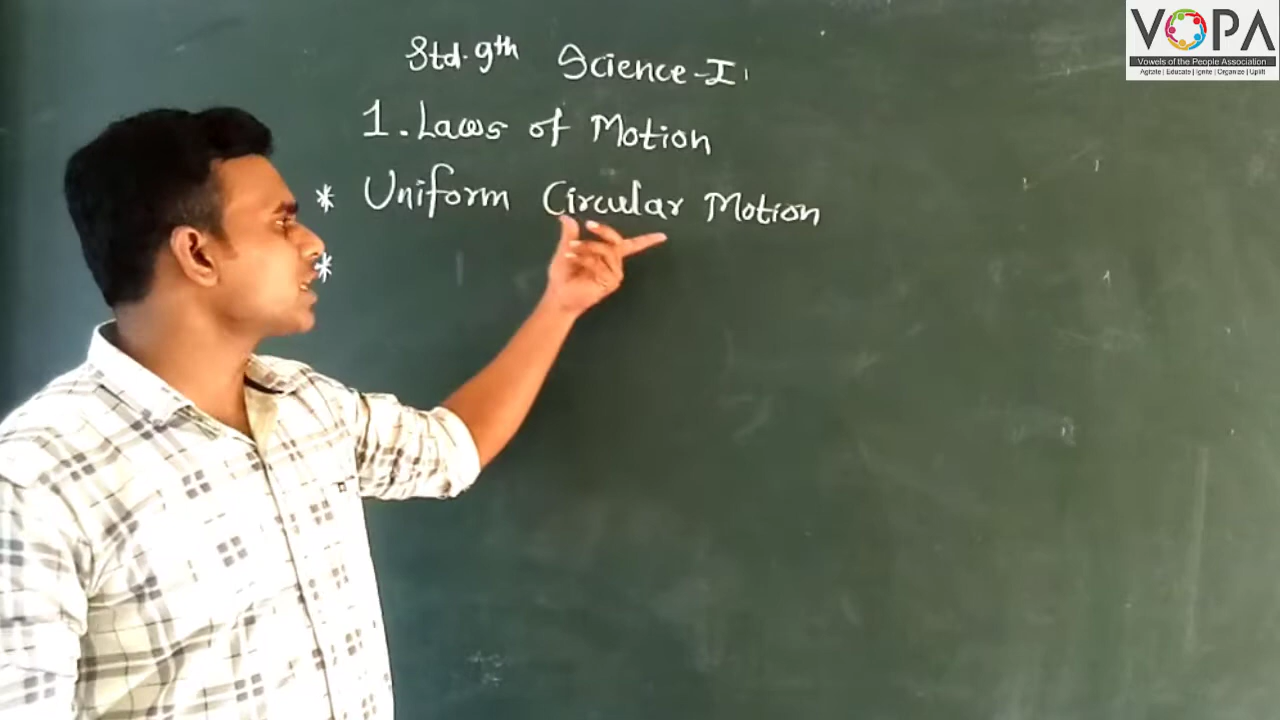 Std. 9th Science-I
1. Laws of Motion
* Uniform Circular Motion
*
VOPA
Vowels of the People Association
Agitate | Educate | Ignite | Organize | Uplift